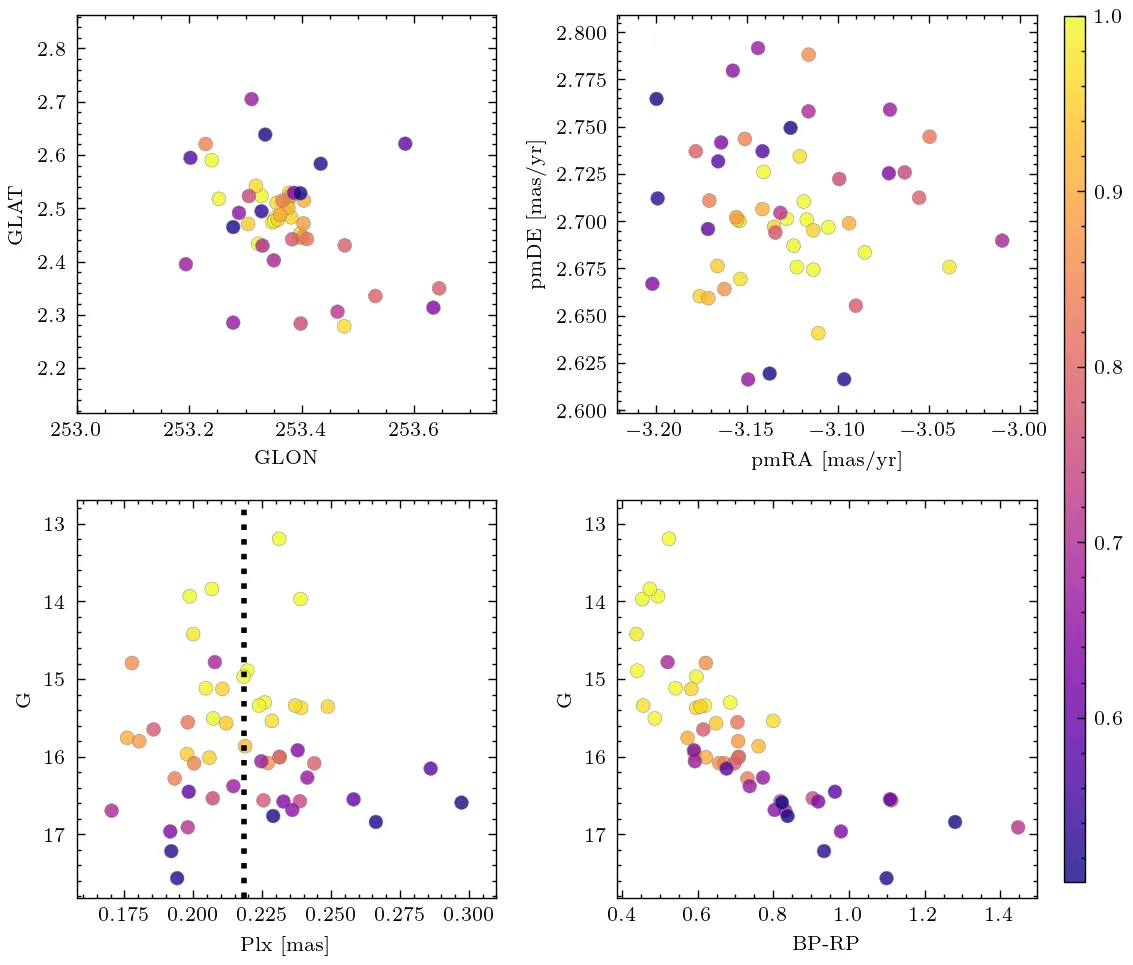 2.8
2.7
2.6
2.5
2.4
2.3
2.2
GLAT
253.0 253.2 253.4 253.6
GLON
2.800
2.775
2.750
2.725
2.700
2.675
2.650
2.625
2.600
pmDE [mas/yr]
−3.20 −3.15 −3.10 −3.05 −3.00
pmRA [mas/yr]
1.0
0.9
0.8
0.7
0.6
13
14
15
16
17
G
0.175 0.200 0.225 0.250 0.275 0.300
Plx [mas]
13
14
15
16
17
G
0.4 0.6 0.8 1.0 1.2 1.4
BP-RP